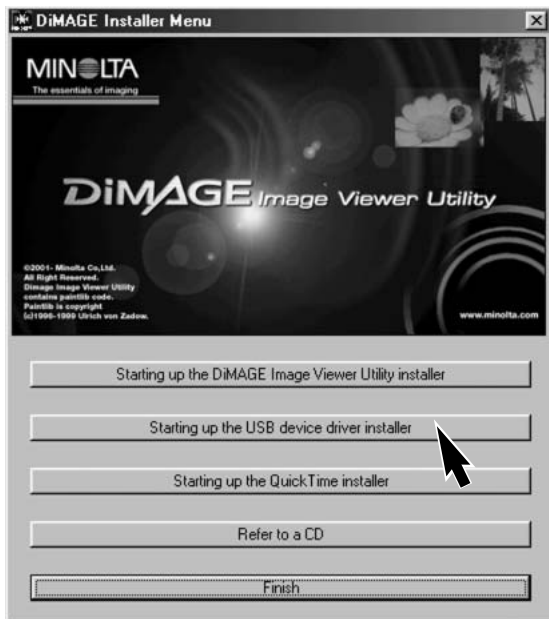 DiMAGE Installer Menu
MINOLTA
The essentials of imaging
DiMAGE Image Viewer Utility
©2001- Minolta Co,Ltd.
All Right Reserved.
Dimage Image Viewer Utility
contains paintlib code.
Paintlib is copyright
(c)1996-1999 Ulrich von Zadow.
www.minolta.com
Starting up the DiMAGE Image Viewer Utility installer
Starting up the USB device driver installer
Starting up the QuickTime installer
Refer to a CD
Finish